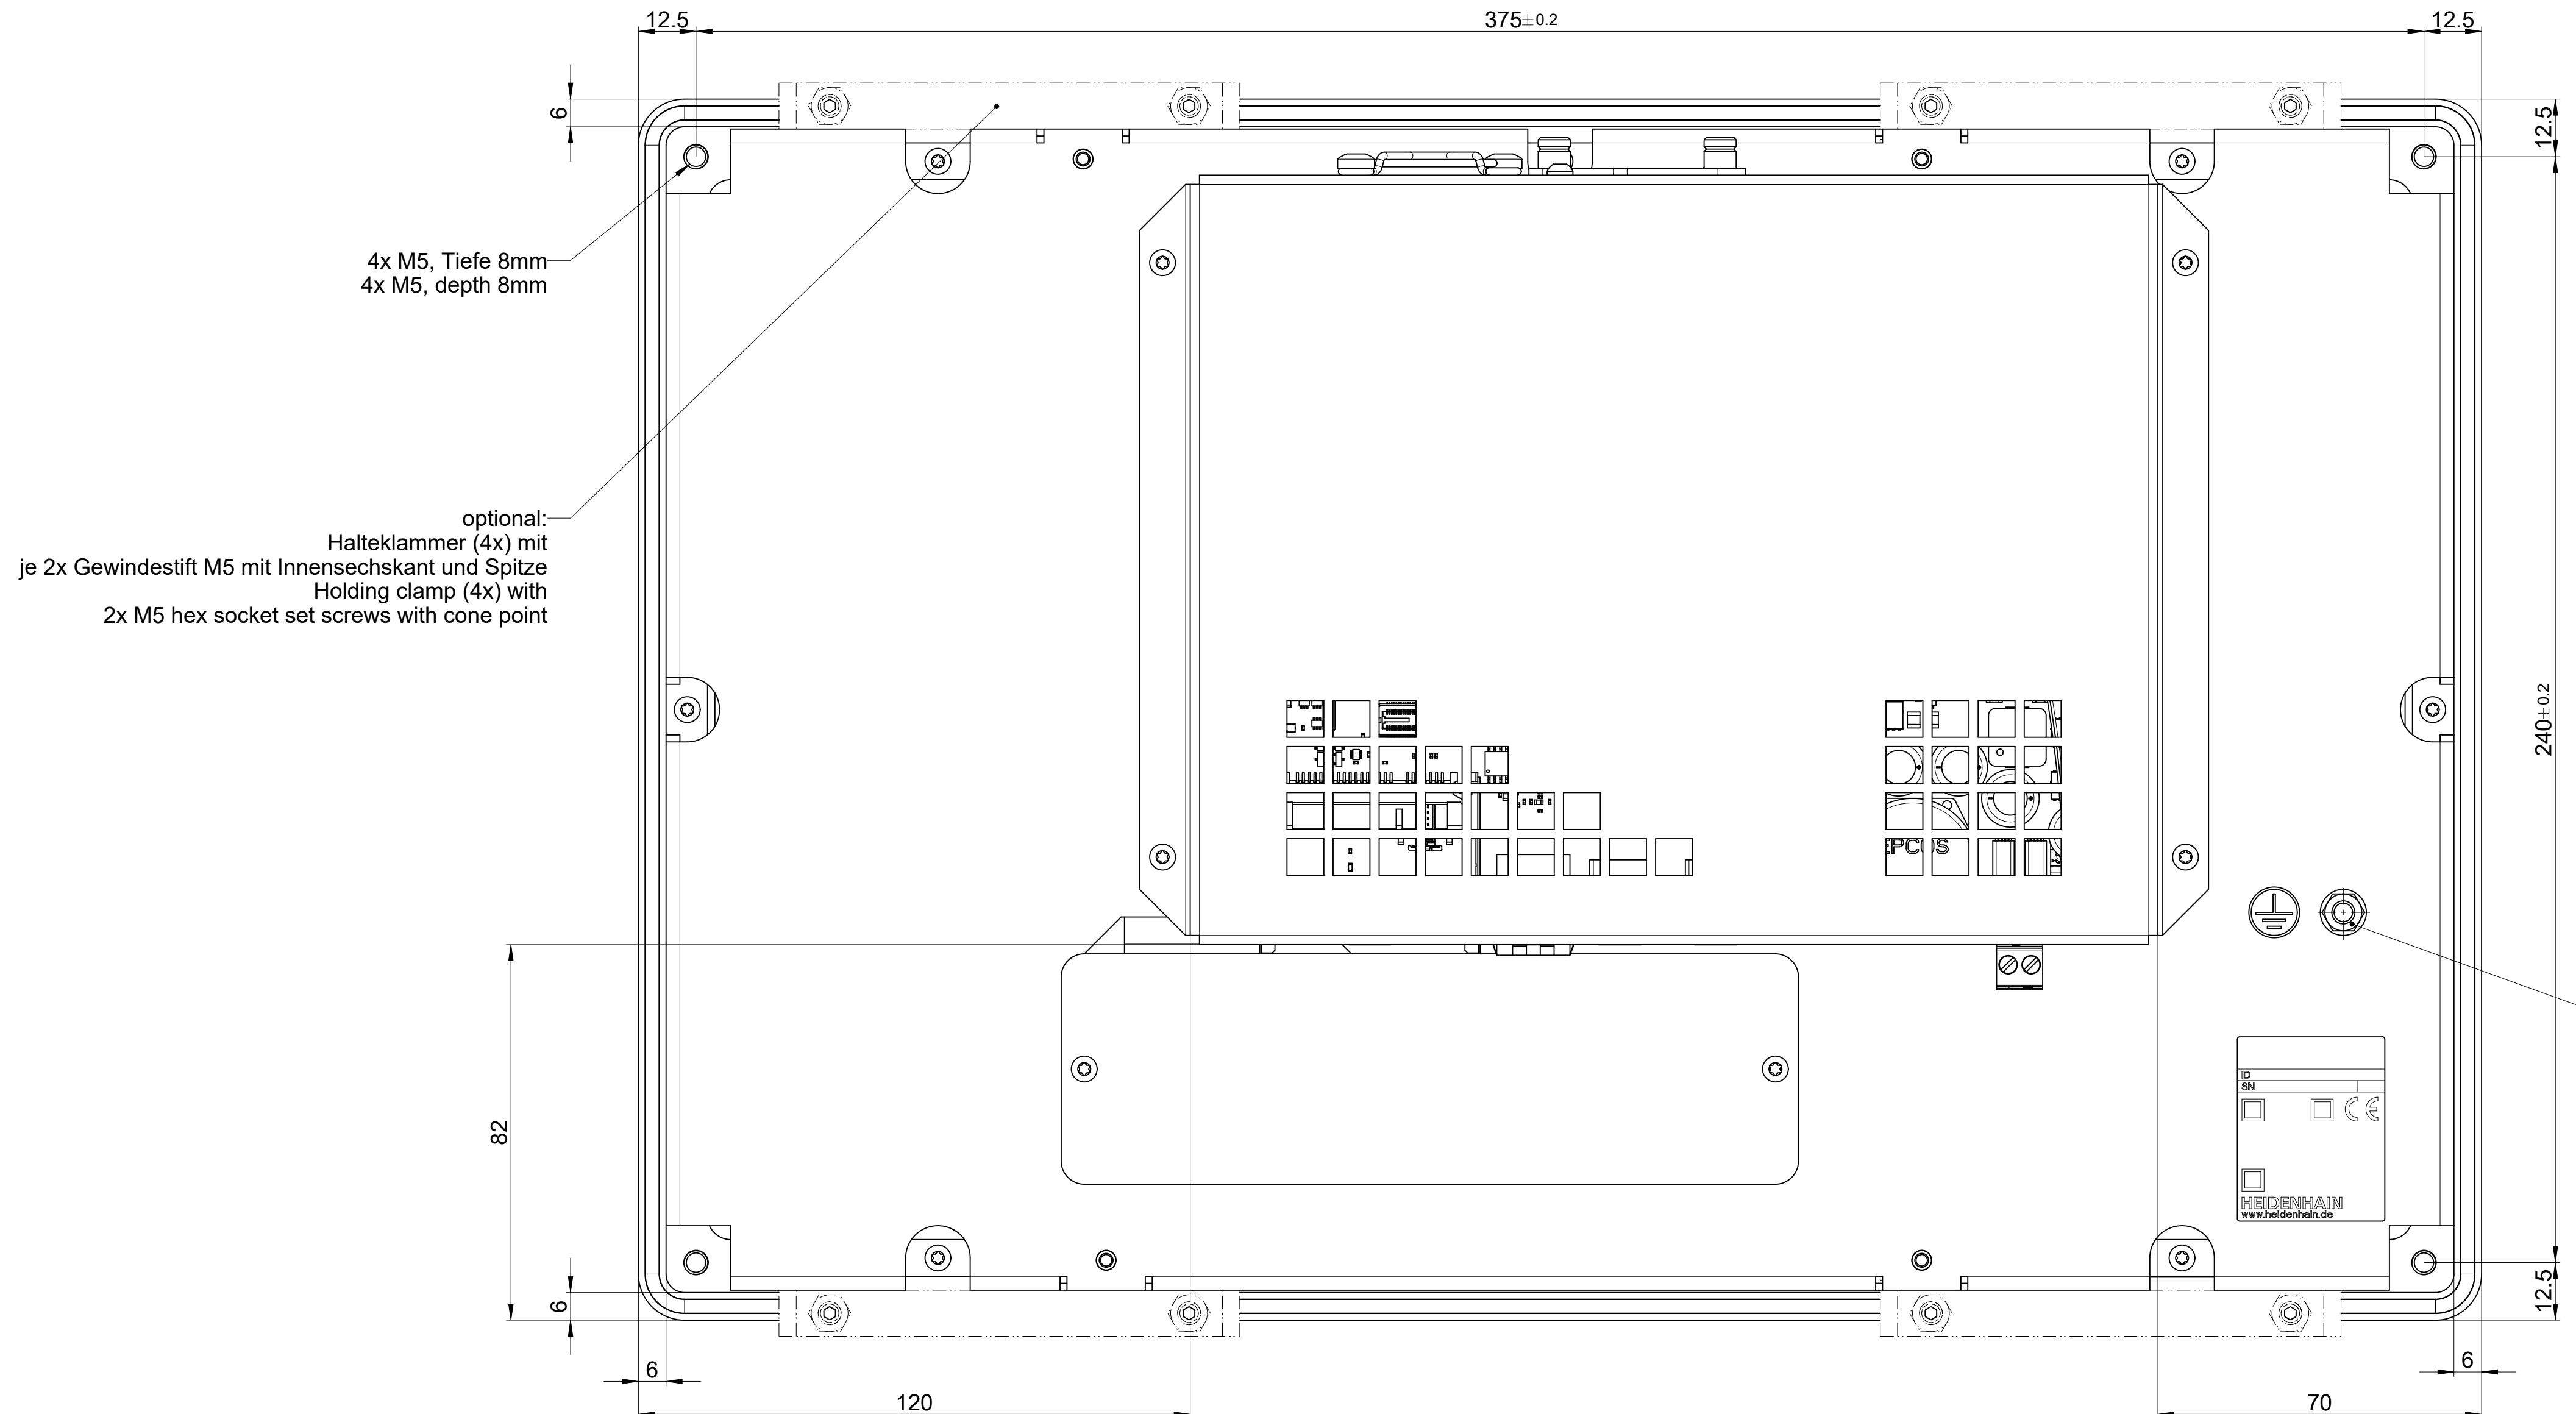 12.5
375±0.2
12.5
6
12.5
4x M5, Tiefe 8mm
4x M5, depth 8mm
optional:
Halteklammer (4x) mit
je 2x Gewindestift M5 mit Innensechskant und Spitze
Holding clamp (4x) with
2x M5 hex socket set screws with cone point
240±0.2
EPCOS
82
ID
SN
CE
HEIDENHAIN
www.heidenhain.de
6
12.5
6
6
120
70